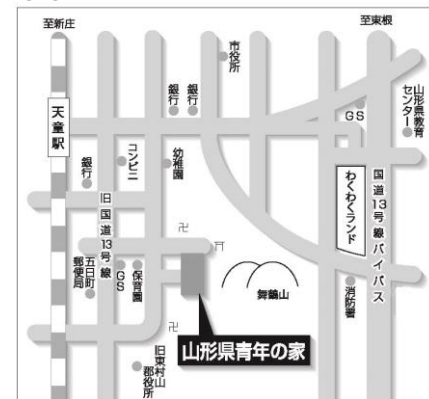 至新庄
至東根
市役所
銀行
銀行
山形県教育
センター
GS
天童駅
コンビニ
幼稚園
銀行
わくわくランド
国道13号線バイパス
旧国道13号線
卍
五日町
郵便局
GS
保育園
舞鶴山
消防署
卍
山形県青年の家
旧東村山
郡役所